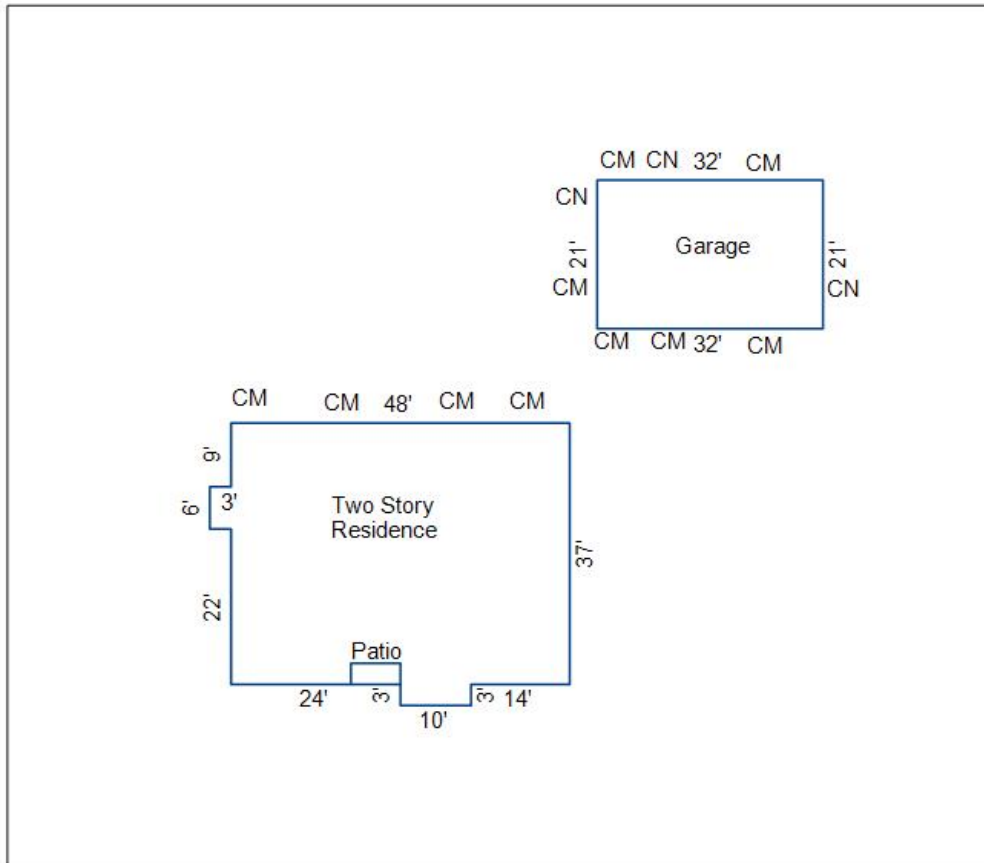 CM CN 32' CM
CN
Garage
21'
21'
CM
CN
CM CM 32' CM
CM CM 48' CM CM
9'
3'
6'
Two Story
Residence
37'
22'
Patio
24' 3' 3' 14'
10'